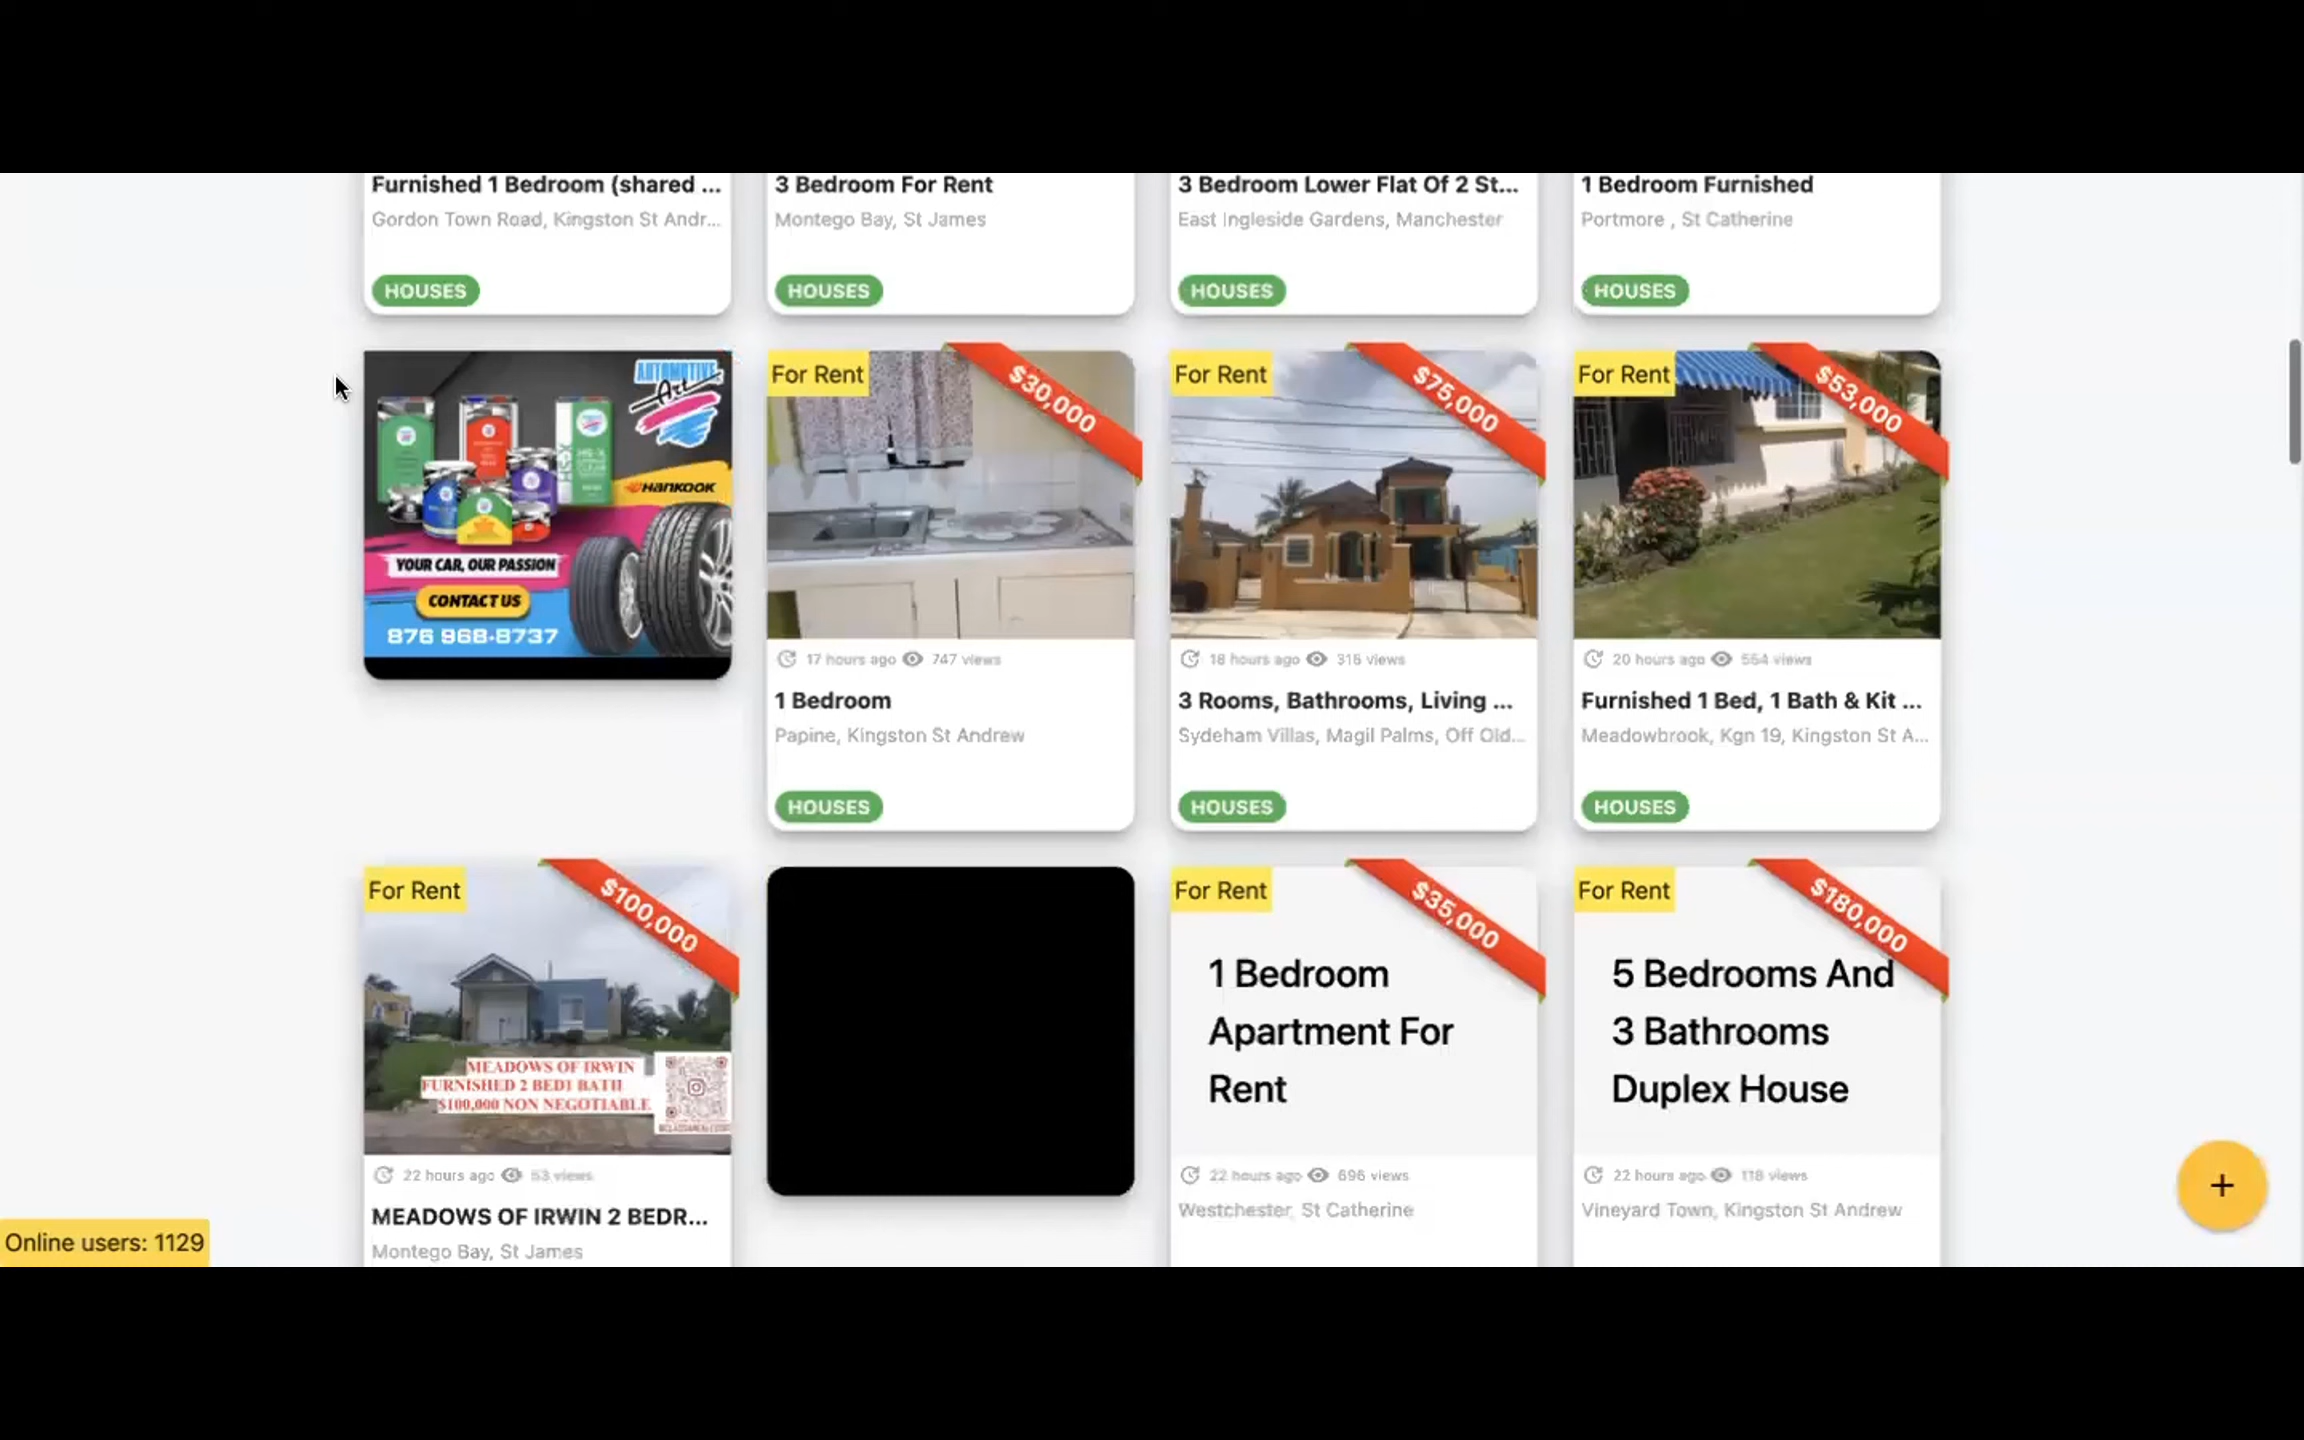 Furnished 1 Bedroom (shared ...
Gordon Town Road, Kingston St Andr...
HOUSES
3 Bedroom For Rent
Montego Bay, St James
HOUSES
3 Bedroom Lower Flat Of 2 St...
East Ingleside Gardens, Manchester
HOUSES
1 Bedroom Furnished
Portmore , St Catherine
HOUSES
AUTOMOTIVE
Art
HANKOOK
YOUR CAR, OUR PASSION
CONTACT US
876 968-8737
For Rent
$30,000
17 hours ago 747 views
1 Bedroom
Papine, Kingston St Andrew
HOUSES
For Rent
$75,000
18 hours ago 316 views
3 Rooms, Bathrooms, Living ...
Sydeham Villas, Magil Palms, Off Old...
HOUSES
For Rent
$53,000
20 hours ago 554 views
Furnished 1 Bed, 1 Bath & Kit ...
Meadowbrook, Kgn 19, Kingston St A...
HOUSES
For Rent
$100,000
MEADOWS OF IRWIN
FURNISHED 2 BED1 BATH
$100,000 NON NEGOTIABLE
22 hours ago 53 views
MEADOWS OF IRWIN 2 BEDR...
Montego Bay, St James
For Rent
$35,000
1 Bedroom
Apartment For
Rent
22 hours ago 696 views
Westchester, St Catherine
For Rent
$180,000
5 Bedrooms And
3 Bathrooms
Duplex House
22 hours ago 118 views
Vineyard Town, Kingston St Andrew
+
Online users: 1129